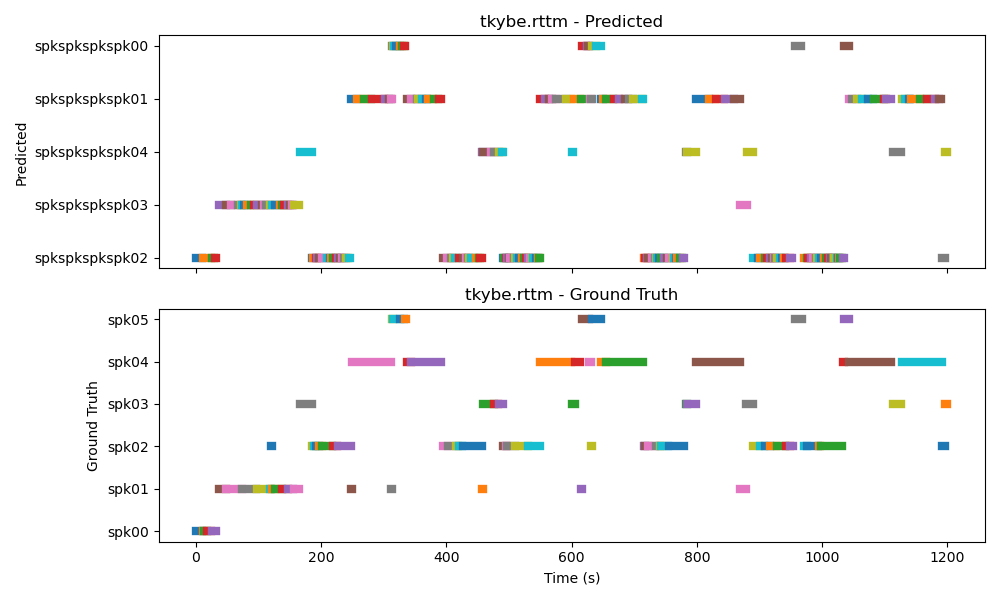 tkybe.rttm - Predicted
spkspkspkspk00
spkspkspkspk01
spkspkspkspk04
spkspkspkspk03
spkspkspkspk02
Predicted
tkybe.rttm - Ground Truth
spk05
spk04
spk03
spk02
spk01
spk00
Ground Truth
0 200 400 600 800 1000 1200
Time (s)